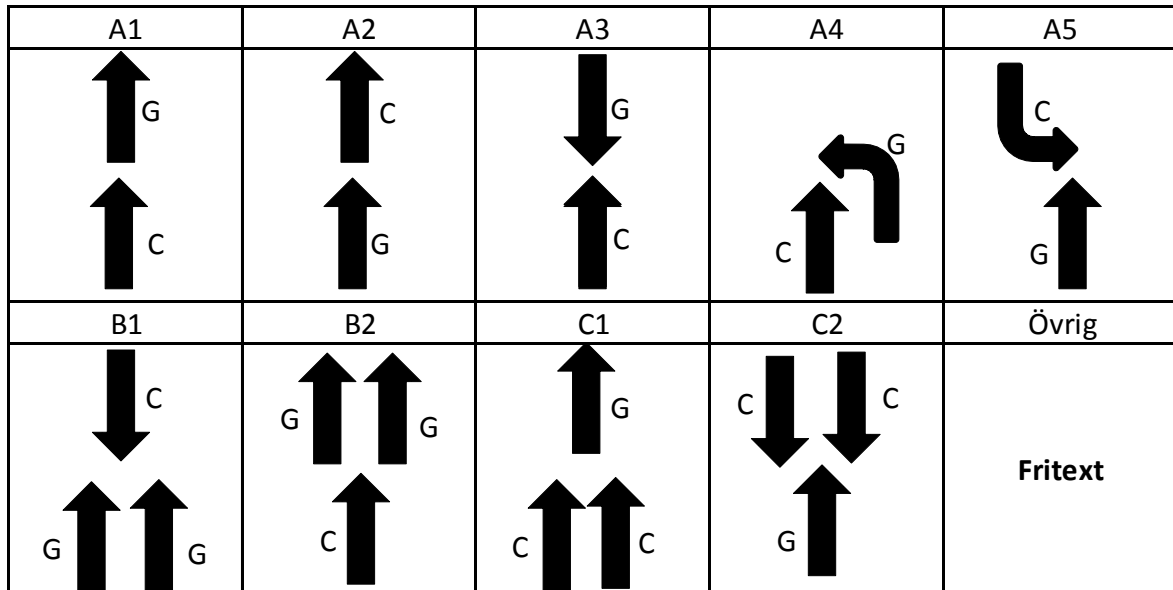 A1 A2 A3 A4 A5
G C G G C
C G C C G
B1 B2 C1 C2 Övrig
C G G G C C
Fritext
G G C C C G